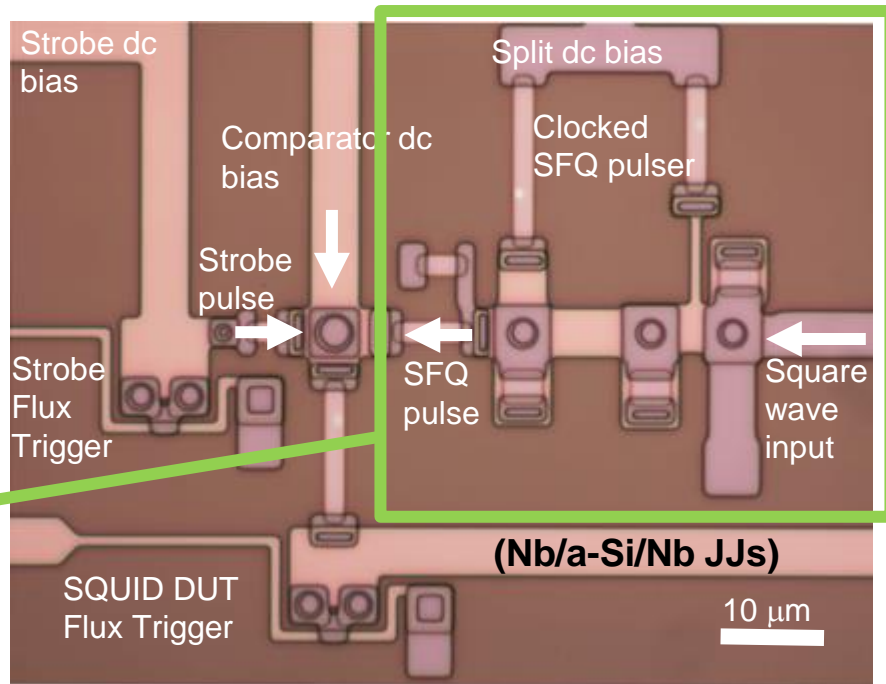 Strobe dc
bias
Split dc bias
Comparator dc
bias
Clocked
SFQ pulser
Strobe
pulse
SFQ
pulse
Square
wave
input
Strobe
Flux
Trigger
(Nb/a-Si/Nb JJs)
SQUID DUT
Flux Trigger
10 μm